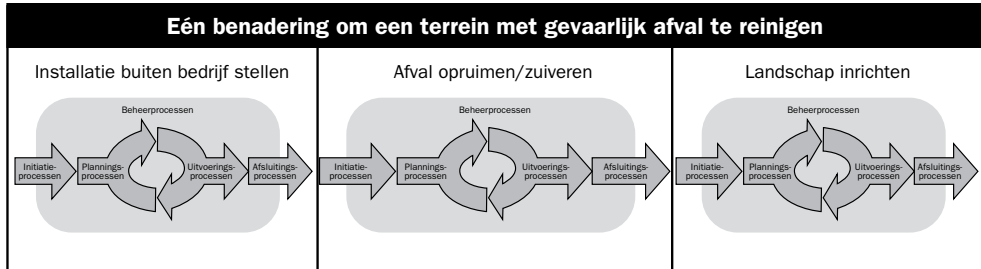 Eén benadering om een terrein met gevaarlijk afval te reinigen
Installatie buiten bedrijf stellen
Beheerprocessen
Initiatie-
processen
Plannings-
processen
Uitvoerings-
processen
Afsluitings-
processen
Afval opruimen/zuiveren
Beheerprocessen
Initiatie-
processen
Plannings-
processen
Uitvoerings-
processen
Afsluitings-
processen
Landschap inrichten
Beheerprocessen
Initiatie-
processen
Plannings-
processen
Uitvoerings-
processen
Afsluitings-
processen